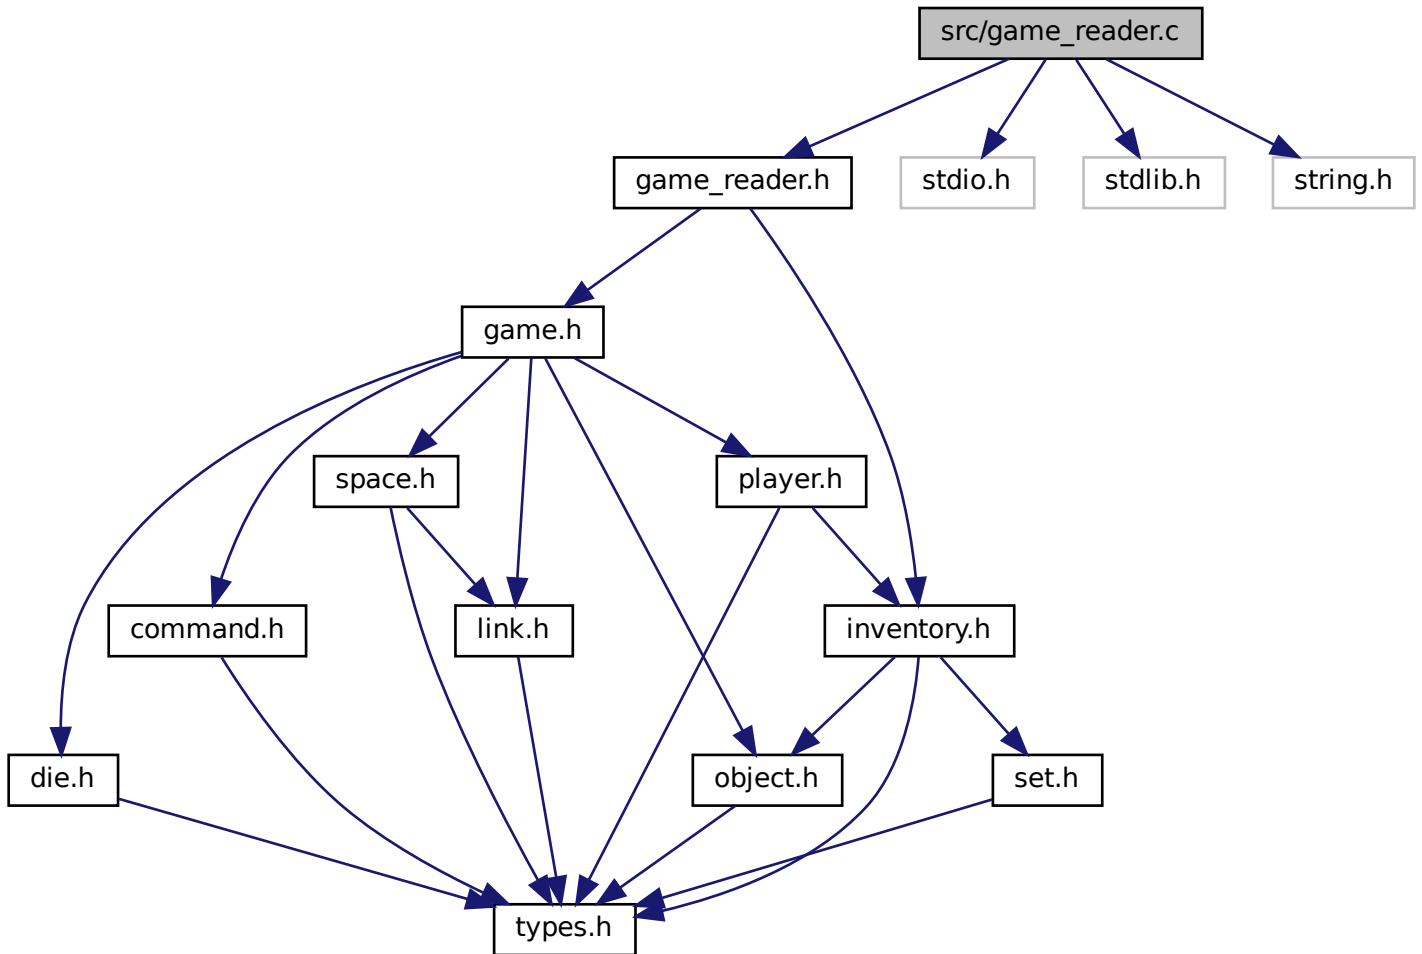 src/game_reader.c
game_reader.h
stdio.h
stdlib.h
string.h
game.h
space.h
player.h
command.h
link.h
inventory.h
die.h
object.h
set.h
types.h